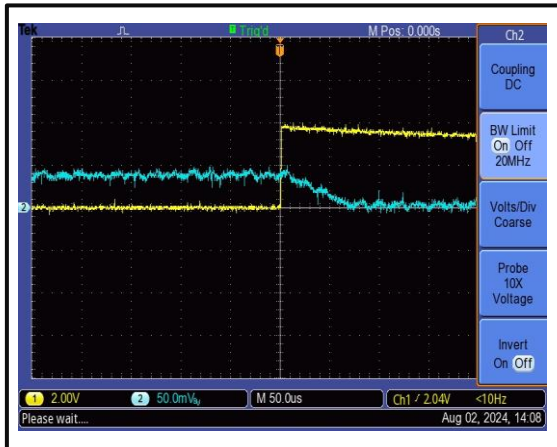 Tek Trig'd M Pos: 0.000s
Ch2
Coupling
DC
BW Limit
On Off
20MHz
Volts/Div
Coarse
Probe
10X
Voltage
Invert
On Off
2
1 2.00V 2 50.0mVBW M 50.0us Ch1 2.04V <10Hz
Please wait.... Aug 02, 2024, 14:08